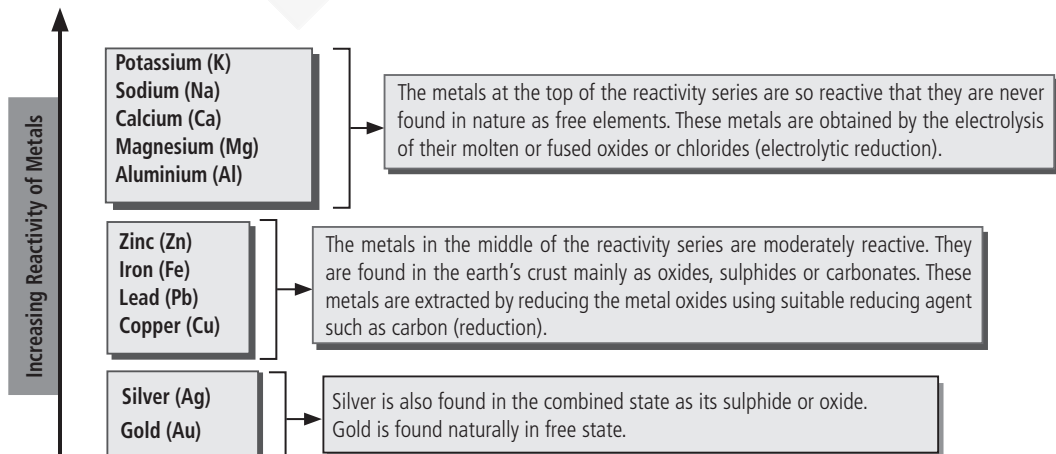 Increasing Reactivity of Metals
Potassium (K)
Sodium (Na)
Calcium (Ca)
Magnesium (Mg)
Aluminium (Al)
The metals at the top of the reactivity series are so reactive that they are never
found in nature as free elements. These metals are obtained by the electrolysis
of their molten or fused oxides or chlorides (electrolytic reduction).
Zinc (Zn)
Iron (Fe)
Lead (Pb)
Copper (Cu)
The metals in the middle of the reactivity series are moderately reactive. They
are found in the earth's crust mainly as oxides, sulphides or carbonates. These
metals are extracted by reducing the metal oxides using suitable reducing agent
such as carbon (reduction).
Silver (Ag)
Gold (Au)
Silver is also found in the combined state as its sulphide or oxide.
Gold is found naturally in free state.